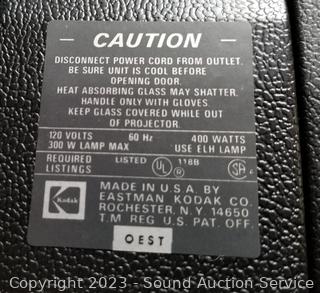 - CAUTION -
DISCONNECT POWER CORD FROM OUTLET.
BE SURE UNIT IS COOL BEFORE
OPENING DOOR.
HEAT ABSORBING GLASS MAY SHATTER.
HANDLE ONLY WITH GLOVES
KEEP GLASS COVERED WHILE OUT
OF PROJECTOR.
120 VOLTS 60 Hz 400 WATTS
300 W LAMP MAX USE ELH LAMP
REQUIRED LISTED UL ® 118B SA
LISTINGS
Kodak
MADE IN U.S.A. BY
EASTMAN KODAK CO.
ROCHESTER, N.Y. 14650
T.M REG U.S. PAT. OFF.
OEST
Copyright 2023 - Sound Auction Service